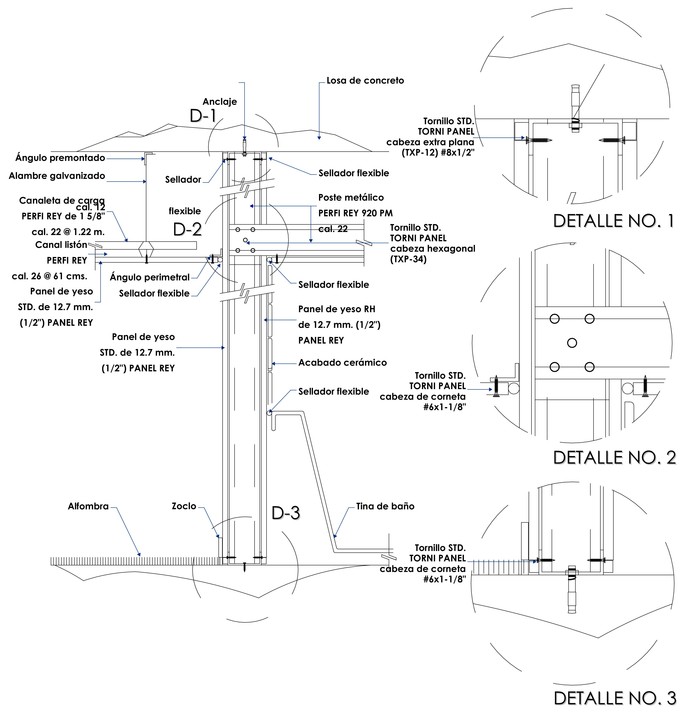 Losa de concreto
Anclaje
D-1
Ángulo premontado
Alambre galvanizado
Sellador
Sellador flexible
Canaleta de carga
cal. 12
PERFI REY de 1 5/8"
cal. 22 @ 1.22 m.
flexible
D-2
Poste metálico
PERFI REY 920 PM
cal. 22
Canal listón
PERFI REY
cal. 26 @ 61 cms.
Tornillo STD.
TORNI PANEL
cabeza hexagonal
(TXP-34)
Ángulo perimetral
Sellador flexible
Sellador flexible
Panel de yeso
STD. de 12.7 mm.
(1/2") PANEL REY
Panel de yeso RH
de 12.7 mm. (1/2")
PANEL REY
Panel de yeso
STD. de 12.7 mm.
(1/2") PANEL REY
Acabado cerámico
Sellador flexible
Alfombra
Zoclo
D-3
Tina de baño
Tornillo STD.
TORNI PANEL
cabeza extra plana
(TXP-12) #8x1/2"
DETALLE NO. 1
Tornillo STD.
TORNI PANEL
cabeza de corneta
#6x1-1/8"
DETALLE NO. 2
Tornillo STD.
TORNI PANEL
cabeza de corneta
#6x1-1/8"
DETALLE NO. 3